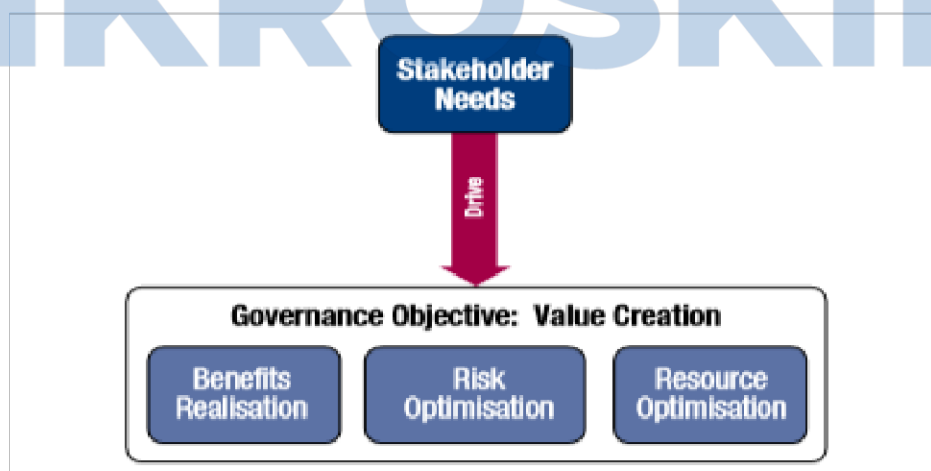 Stakeholder
Needs
Drive
Governance Objective: Value Creation
Benefits
Realisation
Risk
Optimisation
Resource
Optimisation